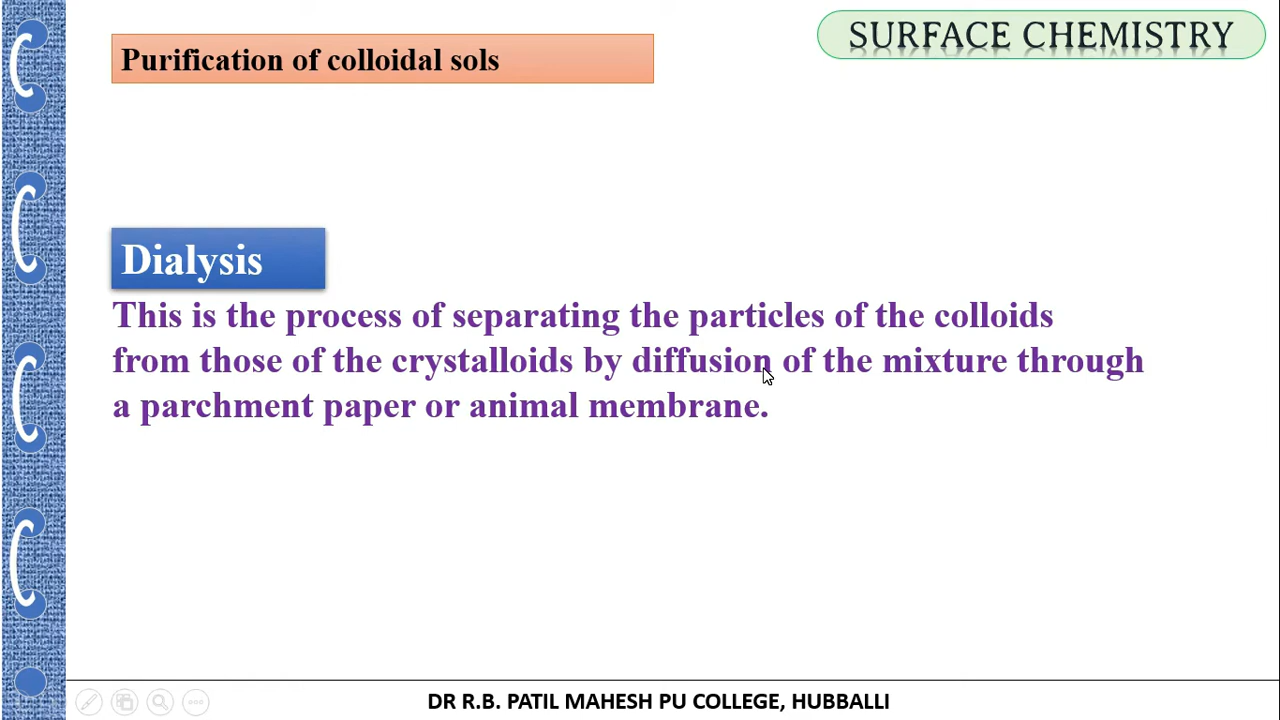 SURFACE CHEMISTRY
Purification of colloidal sols
Dialysis
This is the process of separating the particles of the colloids
from those of the crystalloids by diffusion of the mixture through
a parchment paper or animal membrane.
DR R.B. PATIL MAHESH PU COLLEGE, HUBBALLI